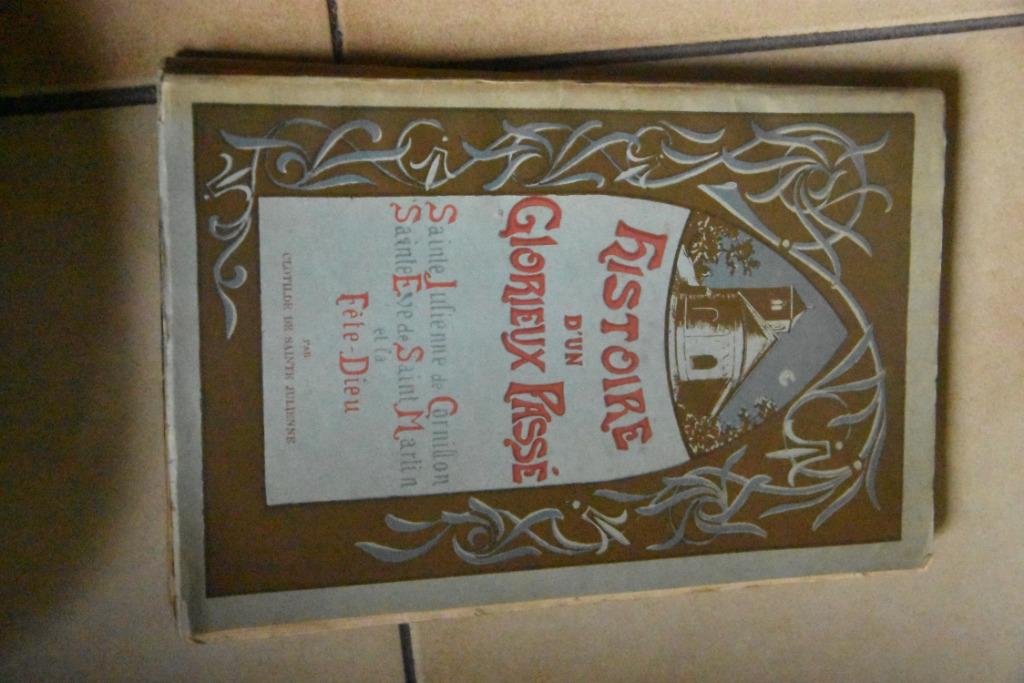 HISTOIRE
D'UN
GLORIEUX PASSÉ
Sainte Julienne de Cornillon
Sainte Eve de Saint Martin
et la
Fête-Dieu
PAR
CLOTILDE DE SAINTE JULIENNE